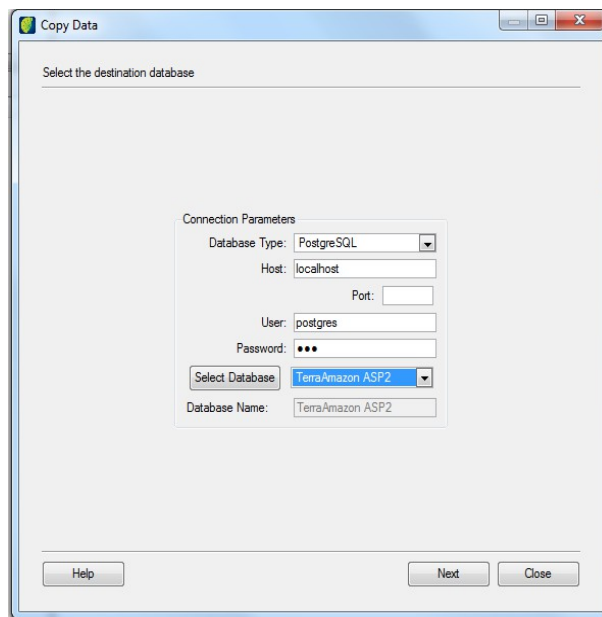 Copy Data
Select the destination database
Connection Parameters
Database Type: PostgreSQL
Host: localhost
Port:
User: postgres
Password: •••
Select Database TerraAmazon ASP2
Database Name: TerraAmazon ASP2
Help Next Close